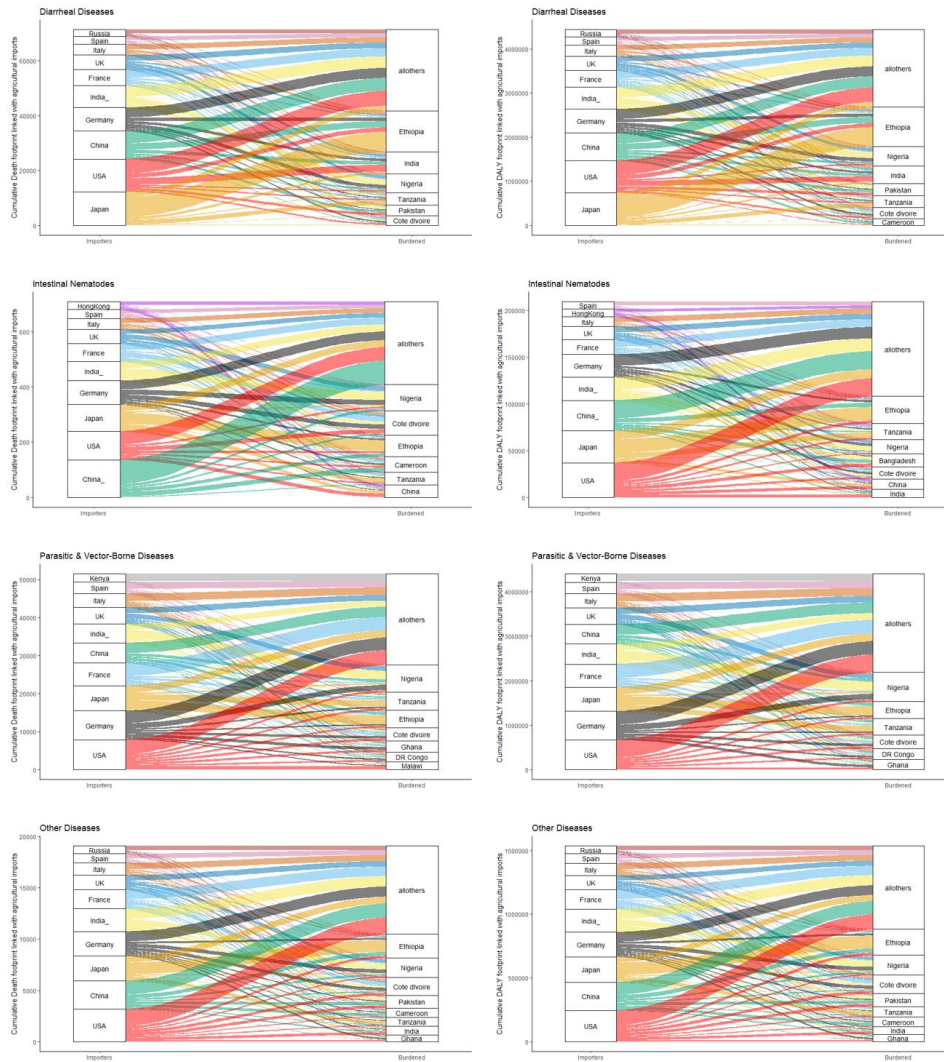 Diarrheal Diseases
Cumulative Death footprint linked with agricultural imports
60000
40000
20000
0
Russia
Spain
Italy
UK
France
India_
Germany
China
USA
Japan
allothers
Ethiopia
India
Nigeria
Tanzania
Pakistan
Cote divoire
Importers
Burdened
Diarrheal Diseases
Cumulative DALY footprint linked with agricultural imports
4000000
3000000
2000000
1000000
0
Russia
Spain
Italy
UK
France
India_
Germany
China
USA
Japan
allothers
Ethiopia
Nigeria
India
Pakistan
Tanzania
Cote divoire
Cameroon
Importers
Burdened
Intestinal Nematodes
Cumulative Death footprint linked with agricultural imports
600
400
200
0
HongKong
Spain
Italy
UK
France
India_
Germany
Japan
USA
China_
allothers
Nigeria
Cote divoire
Ethiopia
Cameroon
Tanzania
China
Importers
Burdened
Intestinal Nematodes
Cumulative DALY footprint linked with agricultural imports
200000
150000
100000
50000
0
Spain
HongKong
Italy
UK
France
Germany
India_
China_
Japan
USA
allothers
Ethiopia
Tanzania
Nigeria
Bangladesh
Cote divoire
China
India
Importers
Burdened
Parasitic & Vector-Borne Diseases
Cumulative Death footprint linked with agricultural imports
50000
40000
30000
20000
10000
0
Kenya
Spain
Italy
UK
India_
China
France
Japan
Germany
USA
allothers
Nigeria
Tanzania
Ethiopia
Cote divoire
Ghana
DR Congo
Malawi
Importers
Burdened
Parasitic & Vector-Borne Diseases
Cumulative DALY footprint linked with agricultural imports
4000000
3000000
2000000
1000000
0
Kenya
Spain
Italy
UK
China
India_
France
Japan
Germany
USA
allothers
Nigeria
Ethiopia
Tanzania
Cote divoire
DR Congo
Ghana
Importers
Burdened
Other Diseases
Cumulative Death footprint linked with agricultural imports
20000
15000
10000
5000
0
Russia
Spain
Italy
UK
France
India_
Germany
Japan
China
USA
allothers
Ethiopia
Nigeria
Cote divoire
Pakistan
Cameroon
Tanzania
India
Ghana
Importers
Burdened
Other Diseases
Cumulative DALY footprint linked with agricultural imports
1500000
1000000
500000
0
Russia
Spain
Italy
UK
France
India_
Germany
Japan
China
USA
allothers
Ethiopia
Nigeria
Cote divoire
Pakistan
Tanzania
Cameroon
India
Ghana
Importers
Burdened